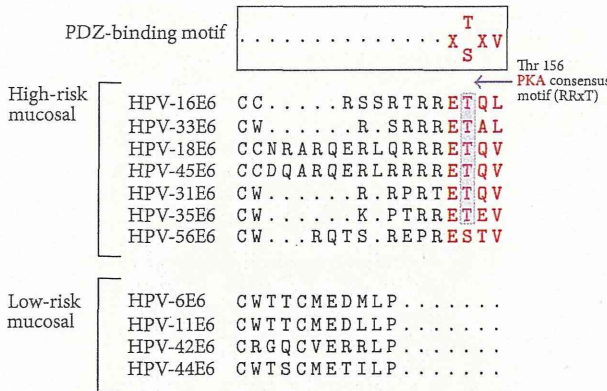 T
PDZ-binding motif . . . . . . . . . . . . . . . . X XV
S
Thr 156
PKA consensus
motif (RRxT)
High-risk
mucosal
HPV-16E6 CC......RSSRTRRETQL
HPV-33E6 CW.......R.SRRRETAL
HPV-18E6 CCNRARQERLQRRRETQV
HPV-45E6 CCDQARQERLRRRRETQV
HPV-31E6 CW.......R.RPRTETQV
HPV-35E6 CW.......K.PTRRETEV
HPV-56E6 CW...RQTS.REPRESTV
Low-risk
mucosal
HPV-6E6 CWTTCMEDMLP.......
HPV-11E6 CWTTCMEDLLP.......
HPV-42E6 CRGQCVERRLP.......
HPV-44E6 CWTSCMETILP.......